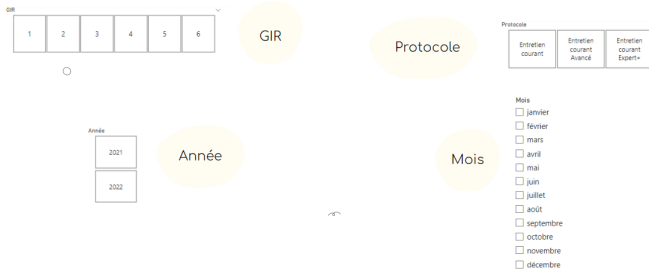 GIR
1 2 3 4 5 6
GIR
Protocole
Protocole
Entretien
courant
Entretien
courant
Avancé
Entretien
courant
Expert+
Année
2021
2022
Année
Mois
Mois
janvier
février
mars
avril
mai
juin
juillet
août
septembre
octobre
novembre
décembre